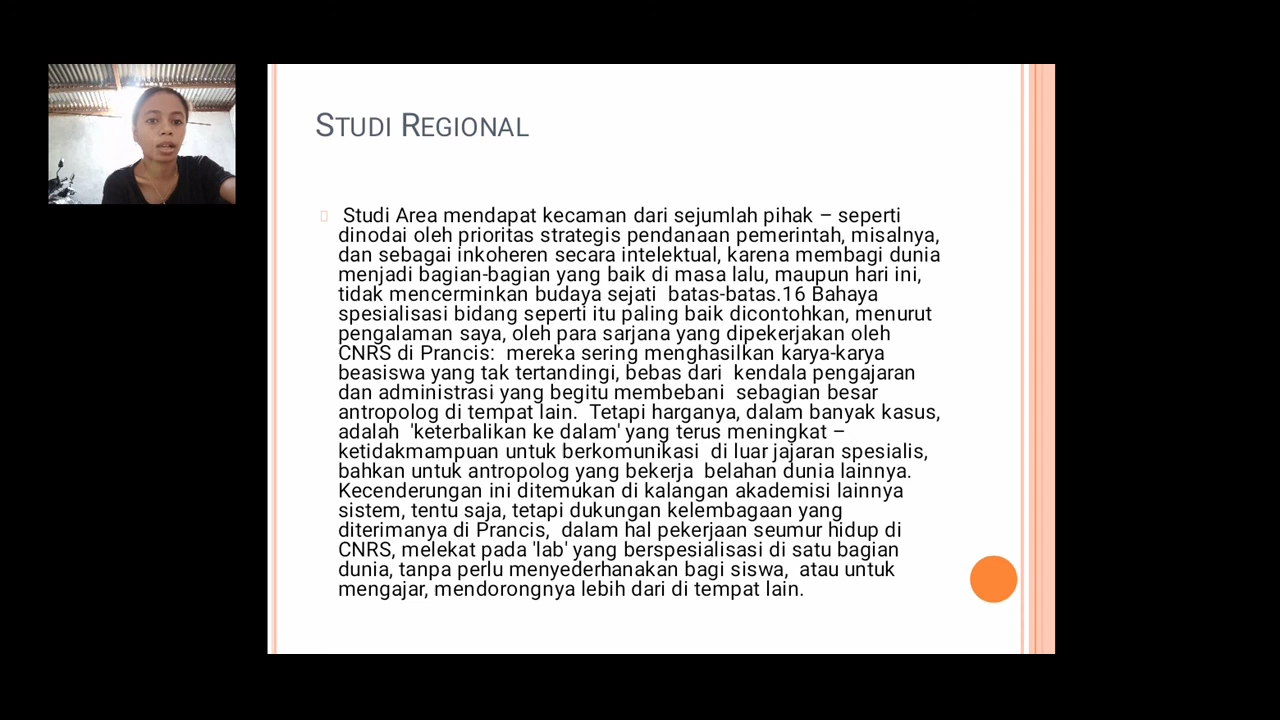 STUDI REGIONAL
Studi Area mendapat kecaman dari sejumlah pihak – seperti
dinodai oleh prioritas strategis pendanaan pemerintah, misalnya,
dan sebagai inkoheren secara intelektual, karena membagi dunia
menjadi bagian-bagian yang baik di masa lalu, maupun hari ini,
tidak mencerminkan budaya sejati batas-batas.16 Bahaya
spesialisasi bidang seperti itu paling baik dicontohkan, menurut
pengalaman saya, oleh para sarjana yang dipekerjakan oleh
CNRS di Prancis: mereka sering menghasilkan karya-karya
beasiswa yang tak tertandingi, bebas dari kendala pengajaran
dan administrasi yang begitu membebani sebagian besar
antropolog di tempat lain. Tetapi harganya, dalam banyak kasus,
adalah 'keterbalikan ke dalam' yang terus meningkat –
ketidakmampuan untuk berkomunikasi di luar jajaran spesialis,
bahkan untuk antropolog yang bekerja belahan dunia lainnya.
Kecenderungan ini ditemukan di kalangan akademisi lainnya
sistem, tentu saja, tetapi dukungan kelembagaan yang
diterimanya di Prancis, dalam hal pekerjaan seumur hidup di
CNRS, melekat pada 'lab' yang berspesialisasi di satu bagian
dunia, tanpa perlu menyederhanakan bagi siswa, atau untuk
mengajar, mendorongnya lebih dari di tempat lain.